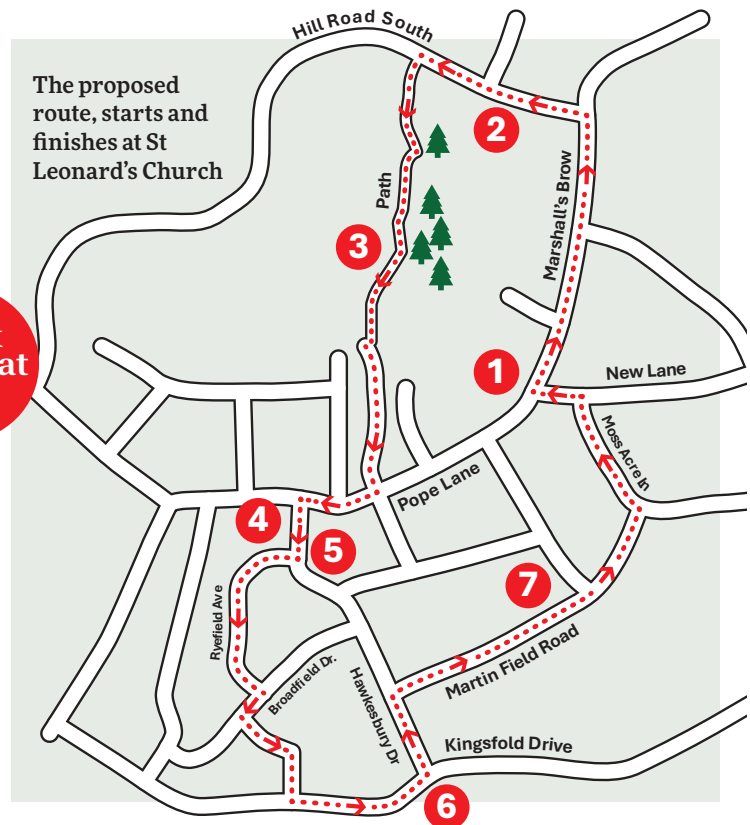 Hill Road South
The proposed
route, starts and
finishes at St
Leonard's Church
2
Path
Marshall's Brow
3
at
1
New Lane
Moss Acre ln
Pope Lane
4
5
7
Ryefield Ave
Broadfield Dr.
Hawkesbury Dr
Martin Field Road
Kingsfold Drive
6